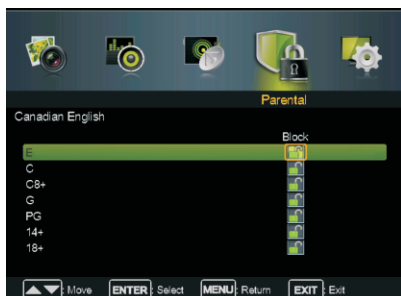 Parental
Canadian English
Block
E
C
C8+
G
PG
14+
18+
: Move ENTER : Select MENU : Return EXIT : Exit